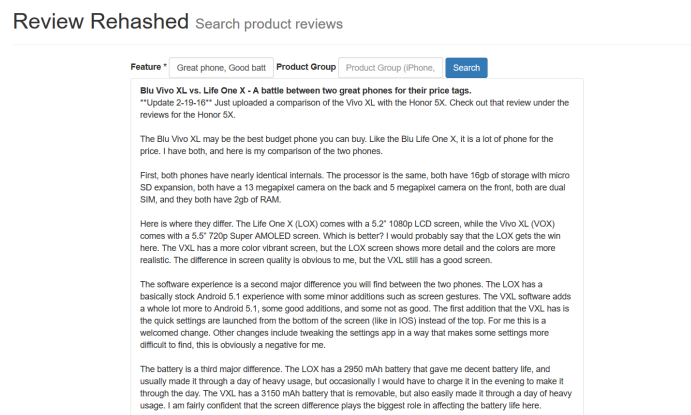 Review Rehashed Search product reviews
Feature * Great phone, Good batt Product Group Product Group (iPhone, Search
Blu Vivo XL vs. Life One X - A battle between two great phones for their price tags.
**Update 2-19-16** Just uploaded a comparison of the Vivo XL with the Honor 5X. Check out that review under the
reviews for the Honor 5X.
The Blu Vivo XL may be the best budget phone you can buy. Like the Blu Life One X, it is a lot of phone for the
price. I have both, and here is my comparison of the two phones.
First, both phones have nearly identical internals. The processor is the same, both have 16gb of storage with micro
SD expansion, both have a 13 megapixel camera on the back and 5 megapixel camera on the front, both are dual
SIM, and they both have 2gb of RAM.
Here is where they differ. The Life One X (LOX) comes with a 5.2" 1080p LCD screen, while the Vivo XL (VOX)
comes with a 5.5" 720p Super AMOLED screen. Which is better? I would probably say that the LOX gets the win
here. The VXL has a more color vibrant screen, but the LOX screen shows more detail and the colors are more
realistic. The difference in screen quality is obvious to me, but the VXL still has a good screen.
The software experience is a second major difference you will find between the two phones. The LOX has a
basically stock Android 5.1 experience with some minor additions such as screen gestures. The VXL software adds
a whole lot more to Android 5.1, some good additions, and some not as good. The first addition that the VXL has is
the quick settings are launched from the bottom of the screen (like in IOS) instead of the top. For me this is a
welcomed change. Other changes include tweaking the settings app in a way that makes some settings more
difficult to find, this is obviously a negative for me.
The battery is a third major difference. The LOX has a 2950 mAh battery that gave me decent battery life, and
usually made it through a day of heavy usage, but occasionally I would have to charge it in the evening to make it
through the day. The VXL has a 3150 mAh battery that is removable, but also easily made it through a day of heavy
usage. I am fairly confident that the screen difference plays the biggest role in affecting the battery life here.